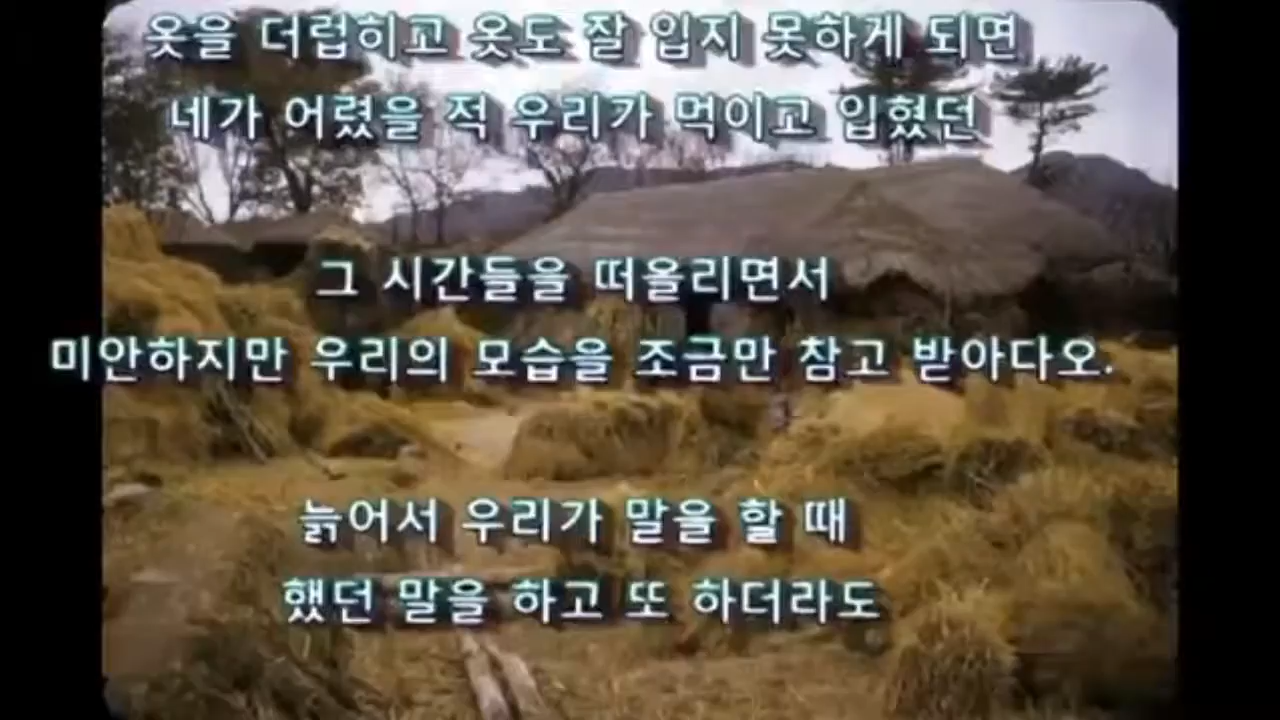 옷을 더럽히고 옷도 잘 입지 못하게 되면
네가 어렸을 적 우리가 먹이고 입혔던
그 시간들을 떠올리면서
미안하지만 우리의 모습을 조금만 참고 받아다오.
늙어서 우리가 말을 할 때
했던 말을 하고 또 하더라도